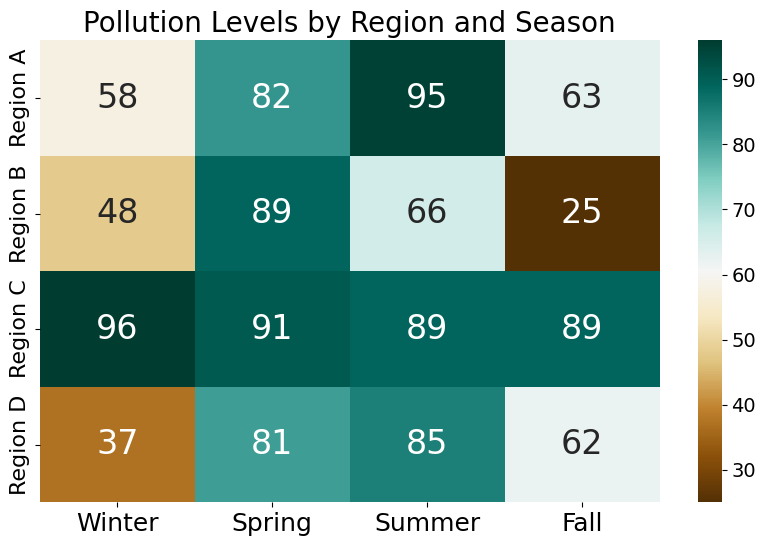 Pollution Levels by Region and Season
Region A
58 82 95 63
Region B
48 89 66 25
Region C
96 91 89 89
Region D
37 81 85 62
Winter Spring Summer Fall
90
80
70
60
50
40
30